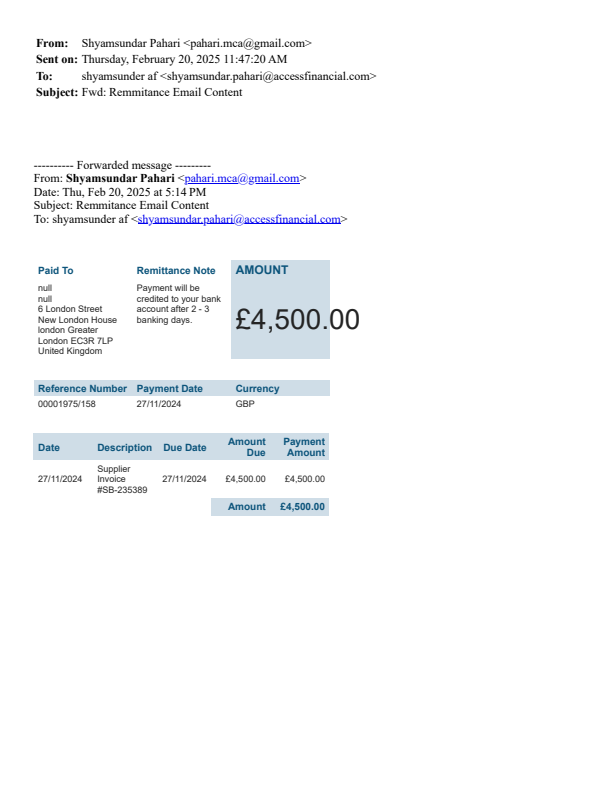 From: Shyamsundar Pahari <pahari.mca@gmail.com>
Sent on: Thursday, February 20, 2025 11:47:20 AM
To: shyamsunder af <shyamsundar.pahari@accessfinancial.com>
Subject: Fwd: Remmitance Email Content
---------- Forwarded message ---------
From: Shyamsundar Pahari <pahari.mca@gmail.com>
Date: Thu, Feb 20, 2025 at 5:14 PM
Subject: Remmitance Email Content
To: shyamsunder af <shyamsundar.pahari@accessfinancial.com>
Paid To
null
null
6 London Street
New London House
london Greater
London EC3R 7LP
United Kingdom
Remittance Note
Payment will be
credited to your bank
account after 2 - 3
banking days.
AMOUNT
£4,500.00
Reference Number Payment Date Currency
00001975/158 27/11/2024 GBP
Date Description Due Date Amount Due Payment Amount
27/11/2024 Supplier Invoice #SB-235389 27/11/2024 £4,500.00 £4,500.00
Amount £4,500.00